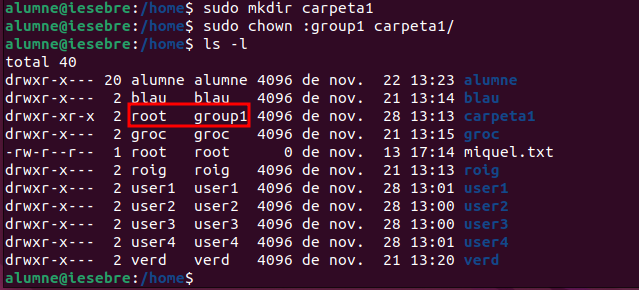 alumne@iesebre:/home$ sudo mkdir carpeta1
alumne@iesebre:/home$ sudo chown :group1 carpeta1/
alumne@iesebre:/home$ ls -l
total 40
drwxr-x--- 20 alumne alumne 4096 de nov.  22 13:23 alumne
drwxr-x---  2 blau   blau   4096 de nov.  21 13:14 blau
drwxr-xr-x  2 root   group1 4096 de nov.  28 13:13 carpeta1
drwxr-x---  2 groc   groc   4096 de nov.  21 13:15 groc
-rw-r--r--  1 root   root      0 de nov.  13 17:14 miquel.txt
drwxr-x---  2 roig   roig   4096 de nov.  21 13:13 roig
drwxr-x---  2 user1  user1  4096 de nov.  28 13:01 user1
drwxr-x---  2 user2  user2  4096 de nov.  28 13:00 user2
drwxr-x---  2 user3  user3  4096 de nov.  28 13:00 user3
drwxr-x---  2 user4  user4  4096 de nov.  28 13:01 user4
drwxr-x---  2 verd   verd   4096 de nov.  21 13:20 verd
alumne@iesebre:/home$